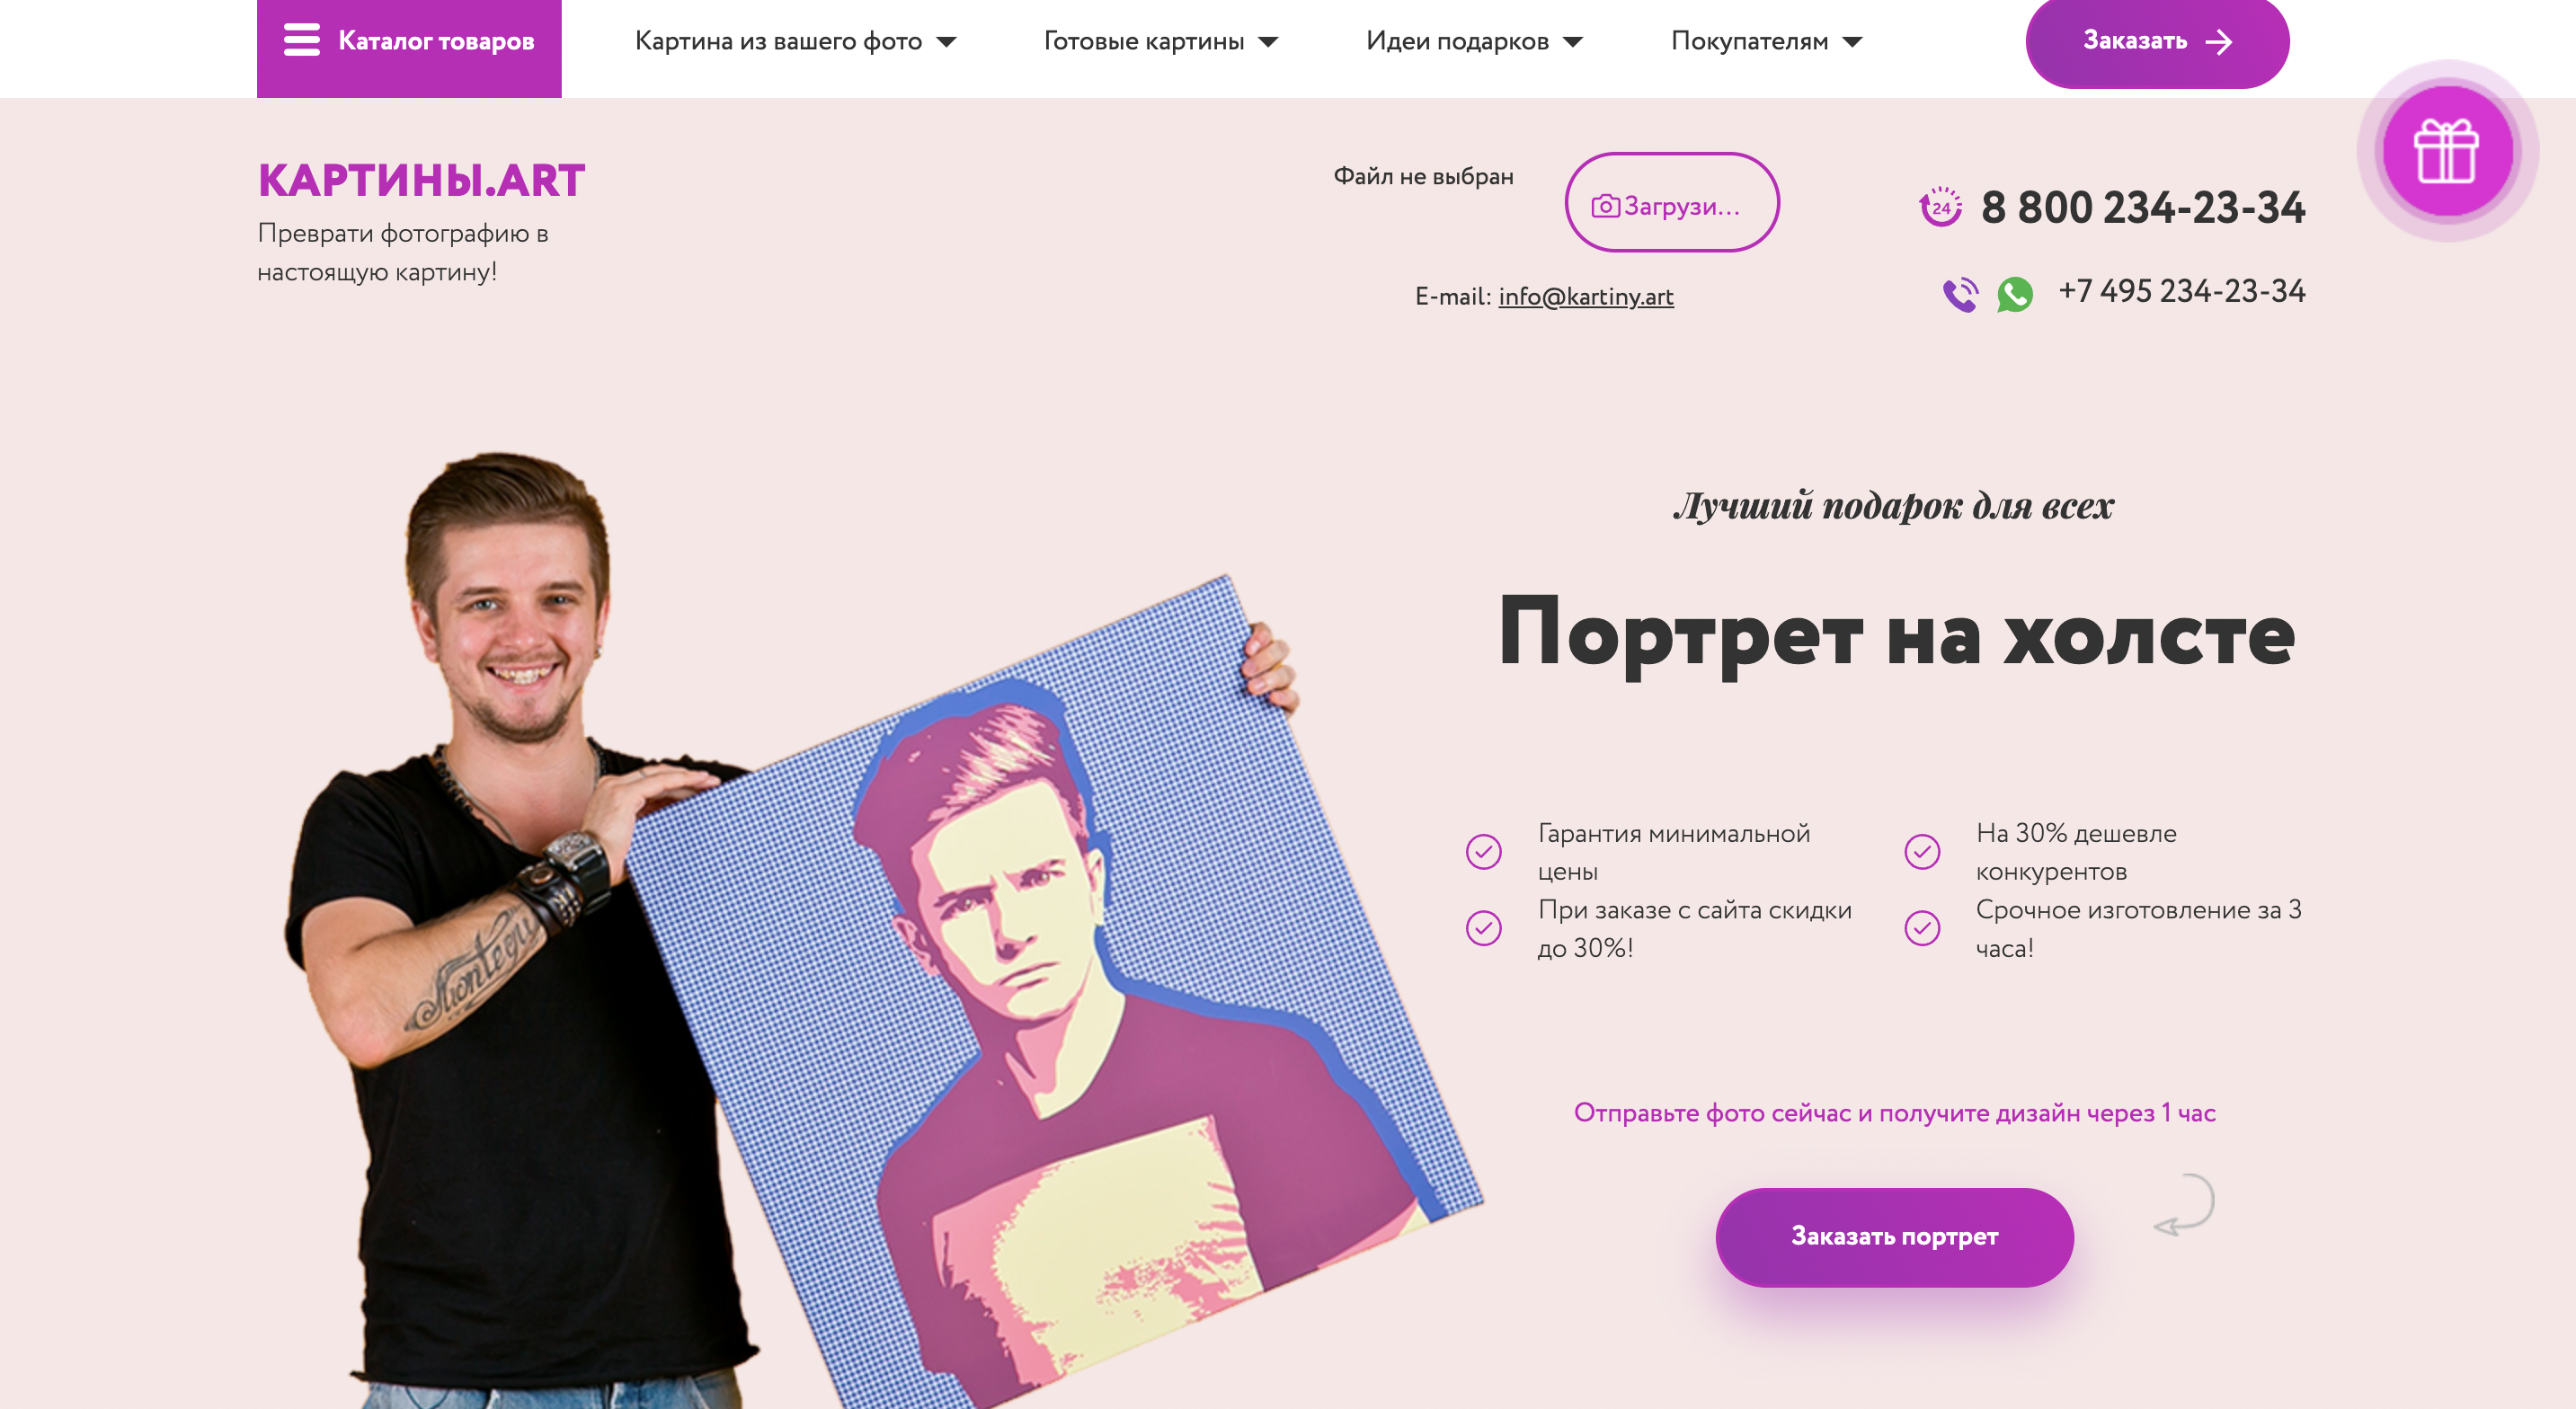 Каталог товаров
Картина из вашего фото
Готовые картины
Идеи подарков
Покупателям
Заказать
КАРТИНЫ.ART
Преврати фотографию в
настоящую картину!
Файл не выбран
Загрузи...
E-mail: info@kartiny.art
24
8 800 234-23-34
+7 495 234-23-34
Лучший подарок для всех
Портрет на холсте
Гарантия минимальной
цены
На 30% дешевле
конкурентов
При заказе с сайта скидки
до 30%!
Срочное изготовление за 3
часа!
Отправьте фото сейчас и получите дизайн через 1 час
Заказать портрет